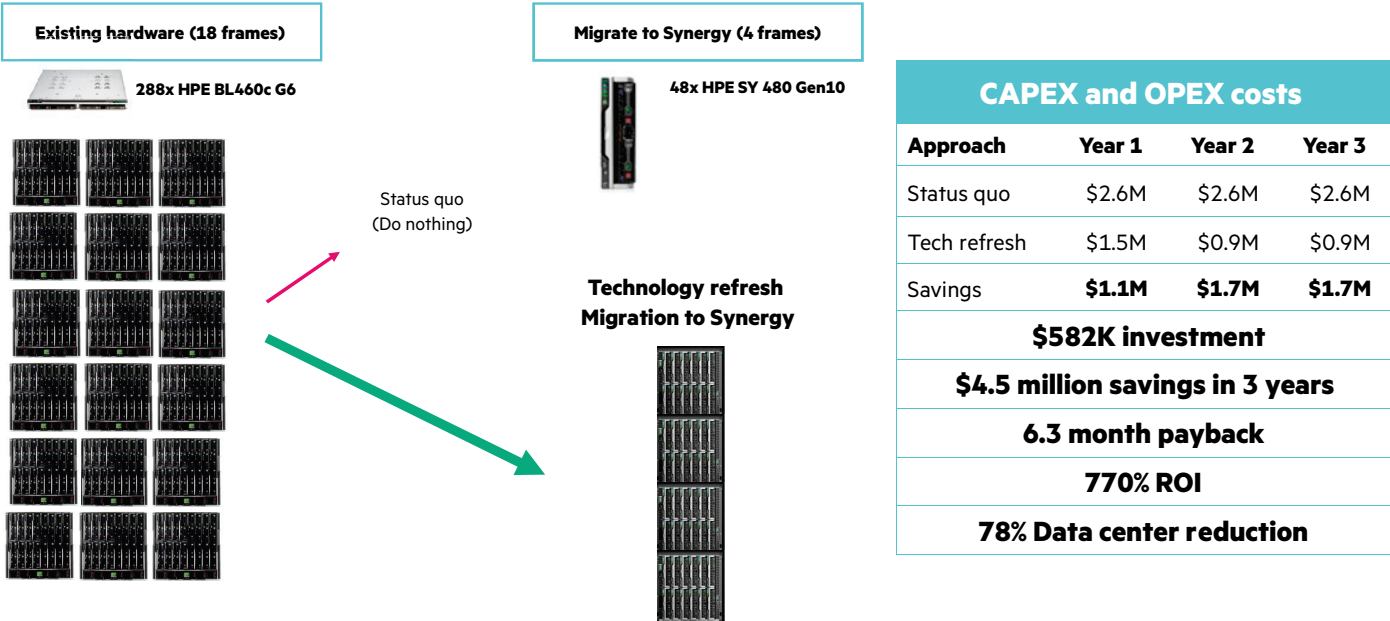 Existing hardware (18 frames)
288x HPE BL460c G6
Status quo
(Do nothing)
Migrate to Synergy (4 frames)
48x HPE SY 480 Gen10
Technology refresh
Migration to Synergy
CAPEX and OPEX costs
Approach Year 1 Year 2 Year 3
Status quo $2.6M $2.6M $2.6M
Tech refresh $1.5M $0.9M $0.9M
Savings $1.1M $1.7M $1.7M
$582K investment
$4.5 million savings in 3 years
6.3 month payback
770% ROI
78% Data center reduction